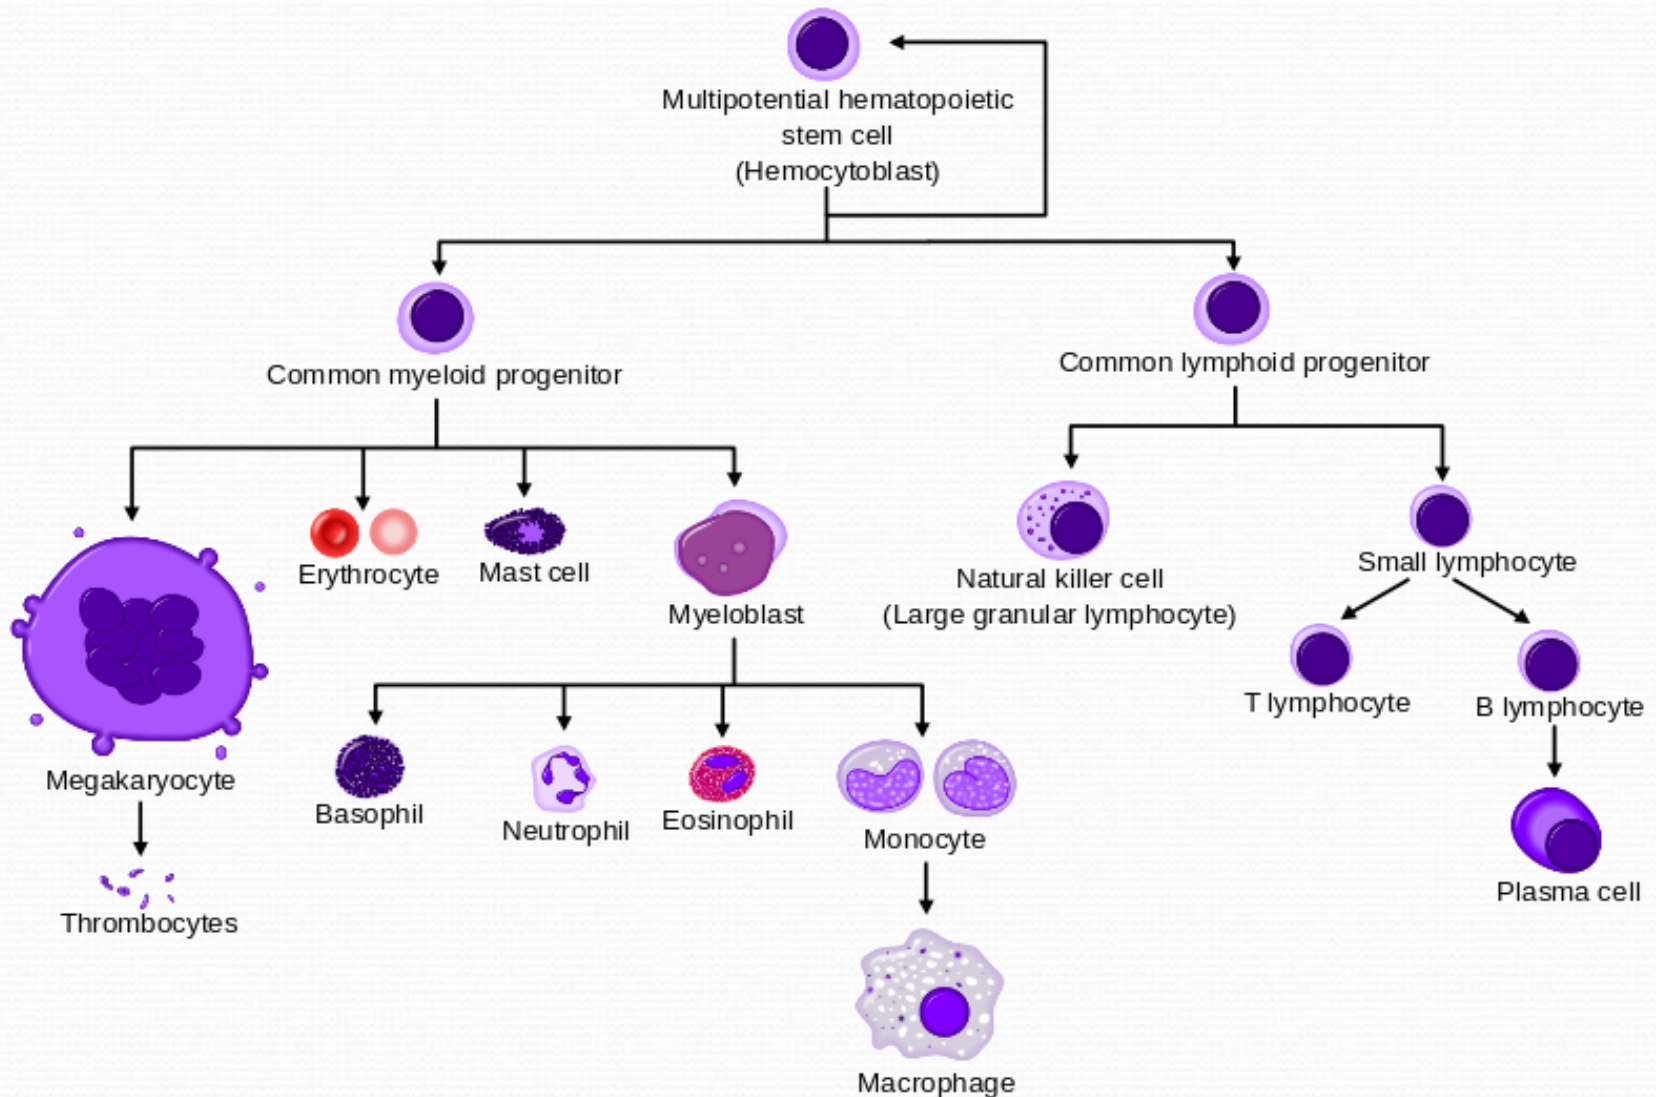 Multipotential hematopoietic
stem cell
(Hemocytoblast)
Common myeloid progenitor
Common lymphoid progenitor
Erythrocyte
Mast cell
Myeloblast
Natural killer cell
(Large granular lymphocyte)
Small lymphocyte
T lymphocyte
B lymphocyte
Megakaryocyte
Basophil
Neutrophil
Eosinophil
Monocyte
Plasma cell
Thrombocytes
Macrophage